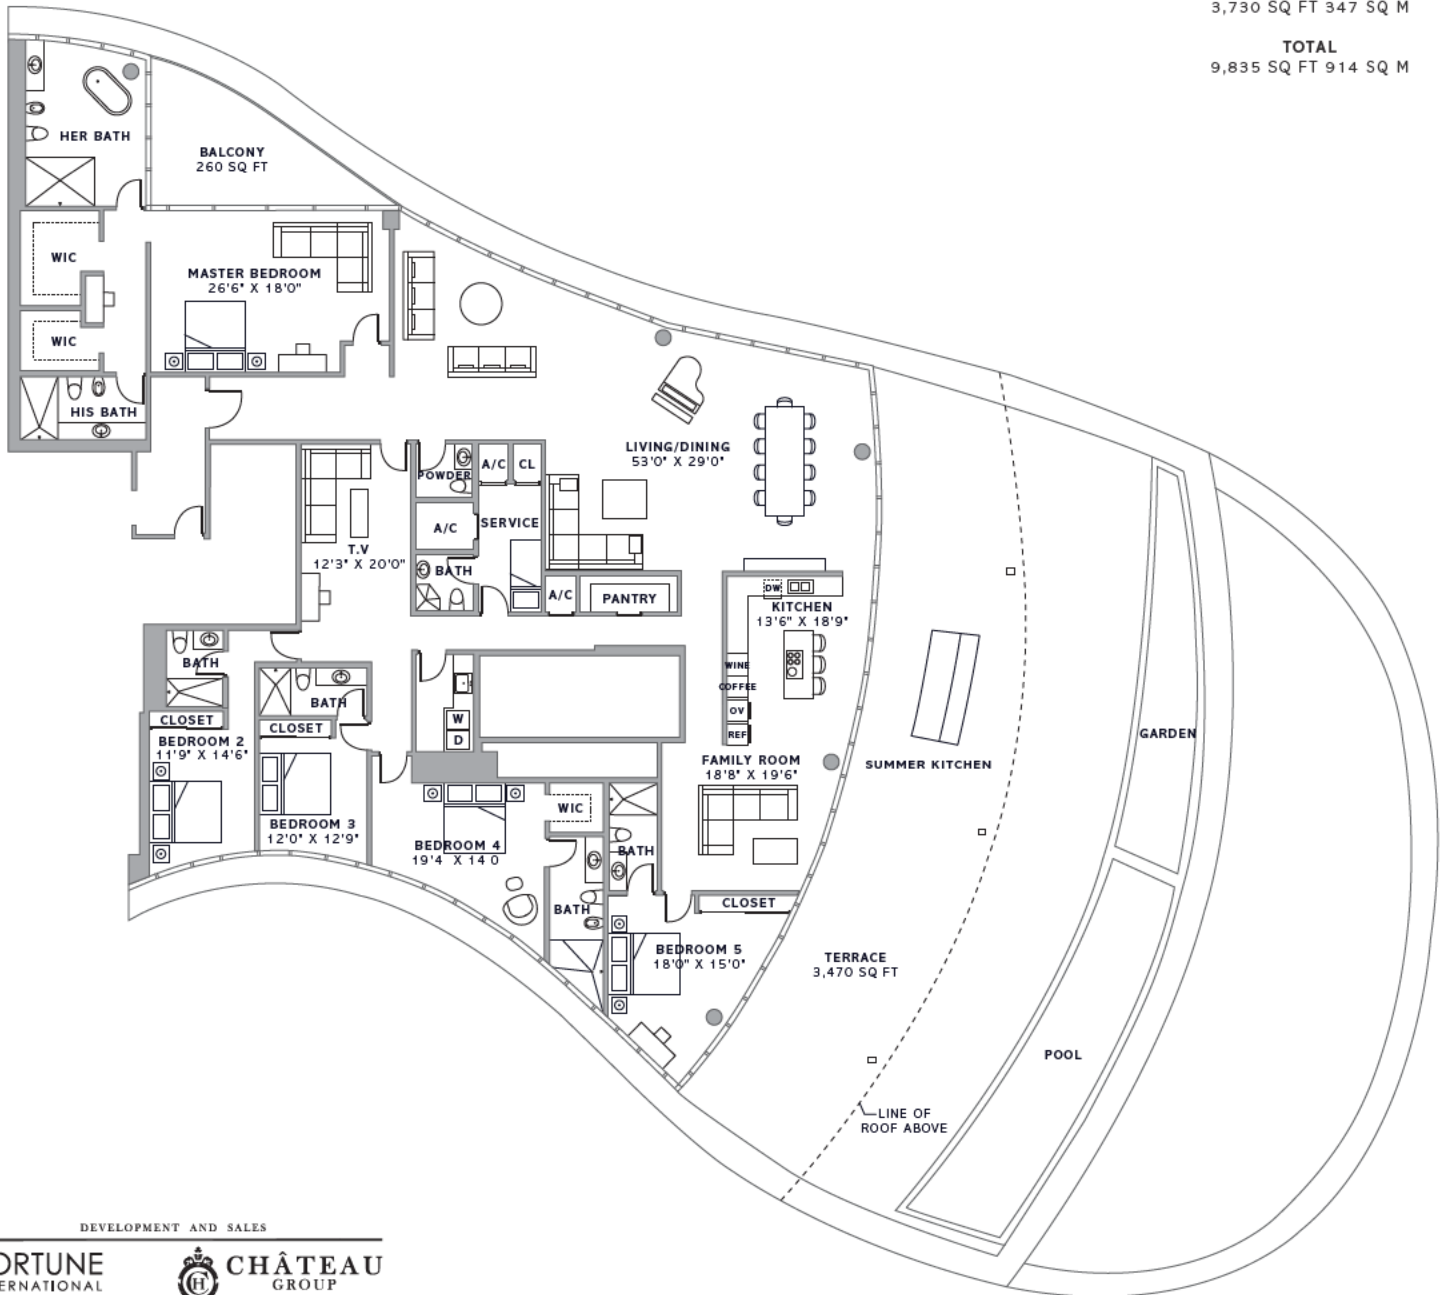 3,730 SQ FT 347 SQ M
TOTAL
9,835 SQ FT 914 SQ M
HER BATH
BALCONY
260 SQ FT
WIC
MASTER BEDROOM
26'6" X 18'0"
WIC
HIS BATH
LIVING/DINING
53'0" X 29'0"
POWDER
A/C
CL
A/C
SERVICE
T.V
12'3" X 20'0"
BATH
A/C
PANTRY
DW
KITCHEN
13'6" X 18'9"
BATH
WINE
COFFEE
OV
REF
BATH
CLOSET
CLOSET
W
D
BEDROOM 2
11'9" X 14'6"
GARDEN
FAMILY ROOM
18'8" X 19'6"
SUMMER KITCHEN
WIC
BEDROOM 3
12'0" X 12'9"
BEDROOM 4
19'4 X 14 0
BATH
CLOSET
BATH
BEDROOM 5
18'0" X 15'0"
TERRACE
3,470 SQ FT
POOL
LINE OF
ROOF ABOVE
DEVELOPMENT AND SALES
ORTUNE
ERNATIONAL
CHÂTEAU
GROUP
CH